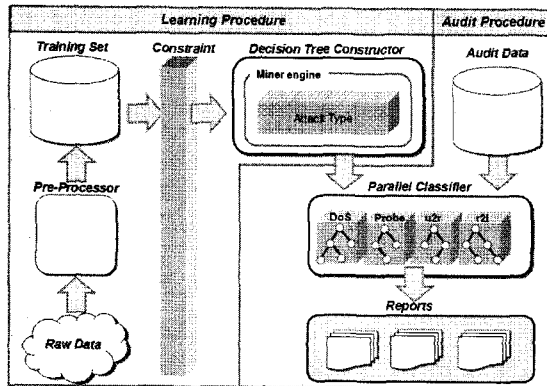 Learning Procedure
Audit Procedure
Training Set
Constraint
Decision Tree Constructor
Audit Data
Miner engine
Attack Type
Pre-Processor
Parallel Classifier
DoS
Probe
u2r
r2l
Raw Data
Reports